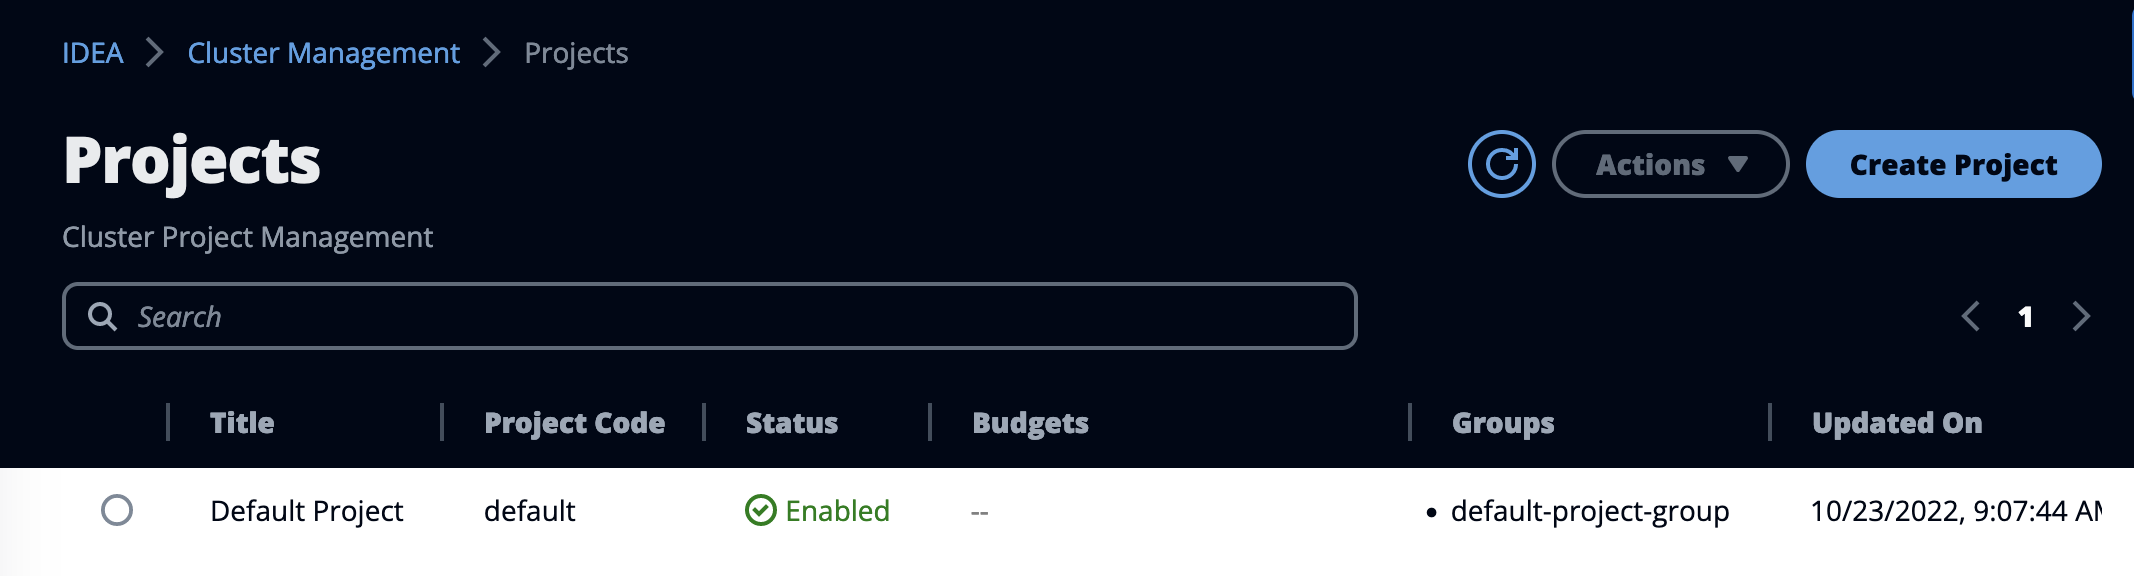 IDEA Cluster Management Projects
Projects
Actions Create Project
Cluster Project Management
Search
1
Title Project Code Status Budgets Groups Updated On
Default Project default Enabled -- • default-project-group 10/23/2022, 9:07:44 AM